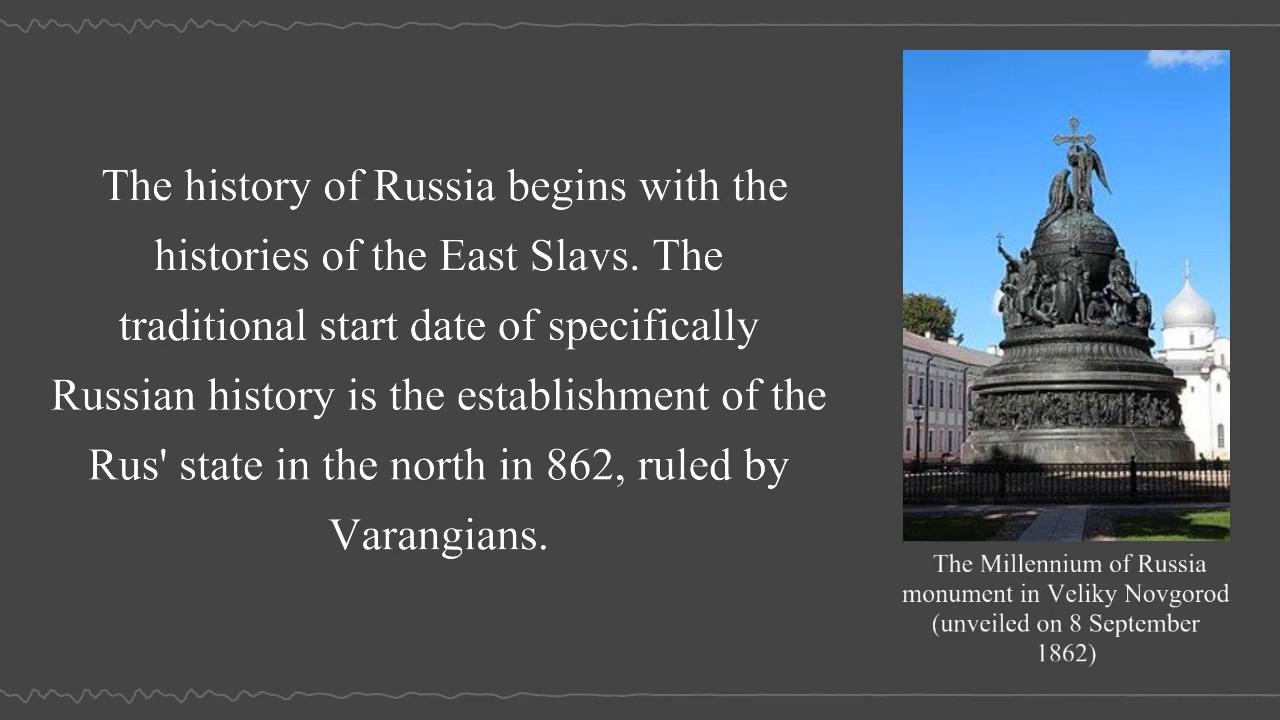 The history of Russia begins with the
histories of the East Slavs. The
traditional start date of specifically
Russian history is the establishment of the
Rus' state in the north in 862, ruled by
Varangians.
The Millennium of Russia
monument in Veliky Novgorod
(unveiled on 8 September
1862)